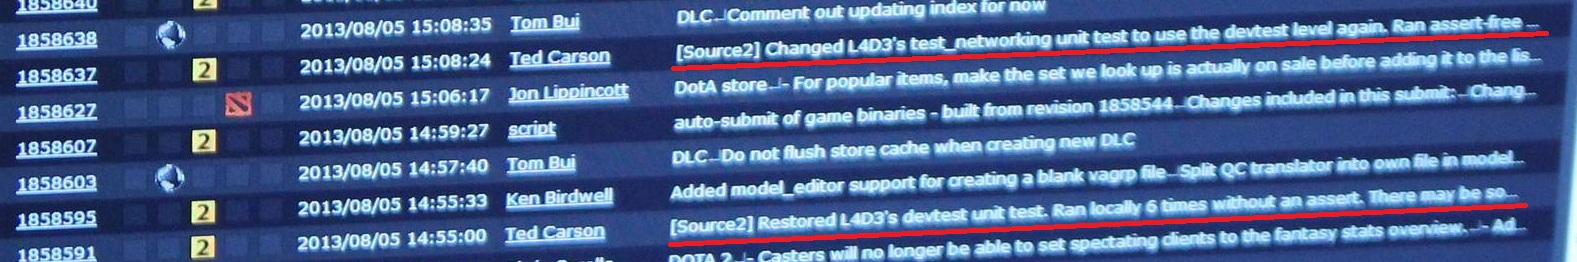 1858640 2
1858638 2013/08/05 15:08:35 Tom Bui DLC Comment out updating index for now
1858637 2 2013/08/05 15:08:24 Ted Carson [Source2] Changed L4D3's test_networking unit test to use the devtest level again. Ran assert-free ...
1858627 2013/08/05 15:06:17 Jon Lippincott DotA store - For popular items, make the set we look up is actually on sale before adding it to the lis...
1858607 2 2013/08/05 14:59:27 script auto-submit of game binaries - built from revision 1858544 Changes included in this submit: Chang...
1858603 2013/08/05 14:57:40 Tom Bui DLC Do not flush store cache when creating new DLC
1858595 2 2013/08/05 14:55:33 Ken Birdwell Added model_editor support for creating a blank vagrp file Split QC translator into own file in model...
1858591 2 2013/08/05 14:55:00 Ted Carson [Source2] Restored L4D3's devtest unit test. Ran locally 6 times without an assert. There may be so...
DOTA 2 - Casters will no longer be able to set spectating clients to the fantasy stats overview. - Ad...